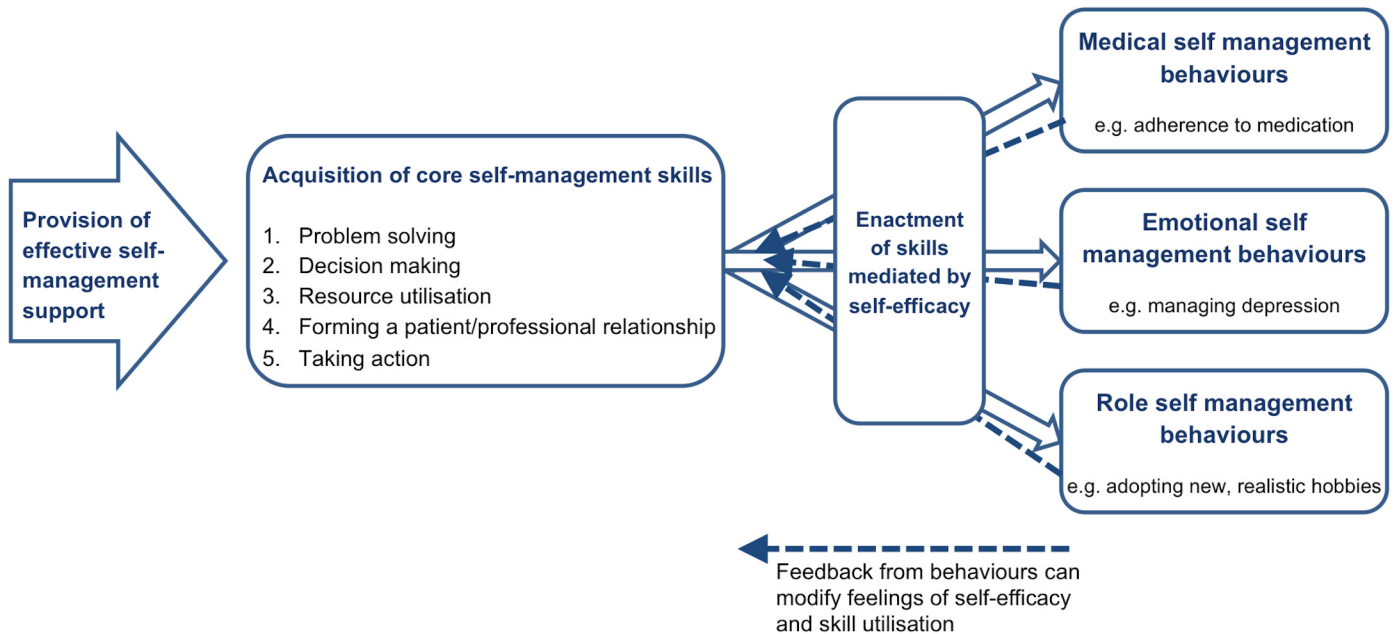 Provision of
effective self-
management
support
Acquisition of core self-management skills
1. Problem solving
2. Decision making
3. Resource utilisation
4. Forming a patient/professional relationship
5. Taking action
Enactment
of skills
mediated by
self-efficacy
Medical self management
behaviours
e.g. adherence to medication
Emotional self
management behaviours
e.g. managing depression
Role self management
behaviours
e.g. adopting new, realistic hobbies
Feedback from behaviours can
modify feelings of self-efficacy
and skill utilisation